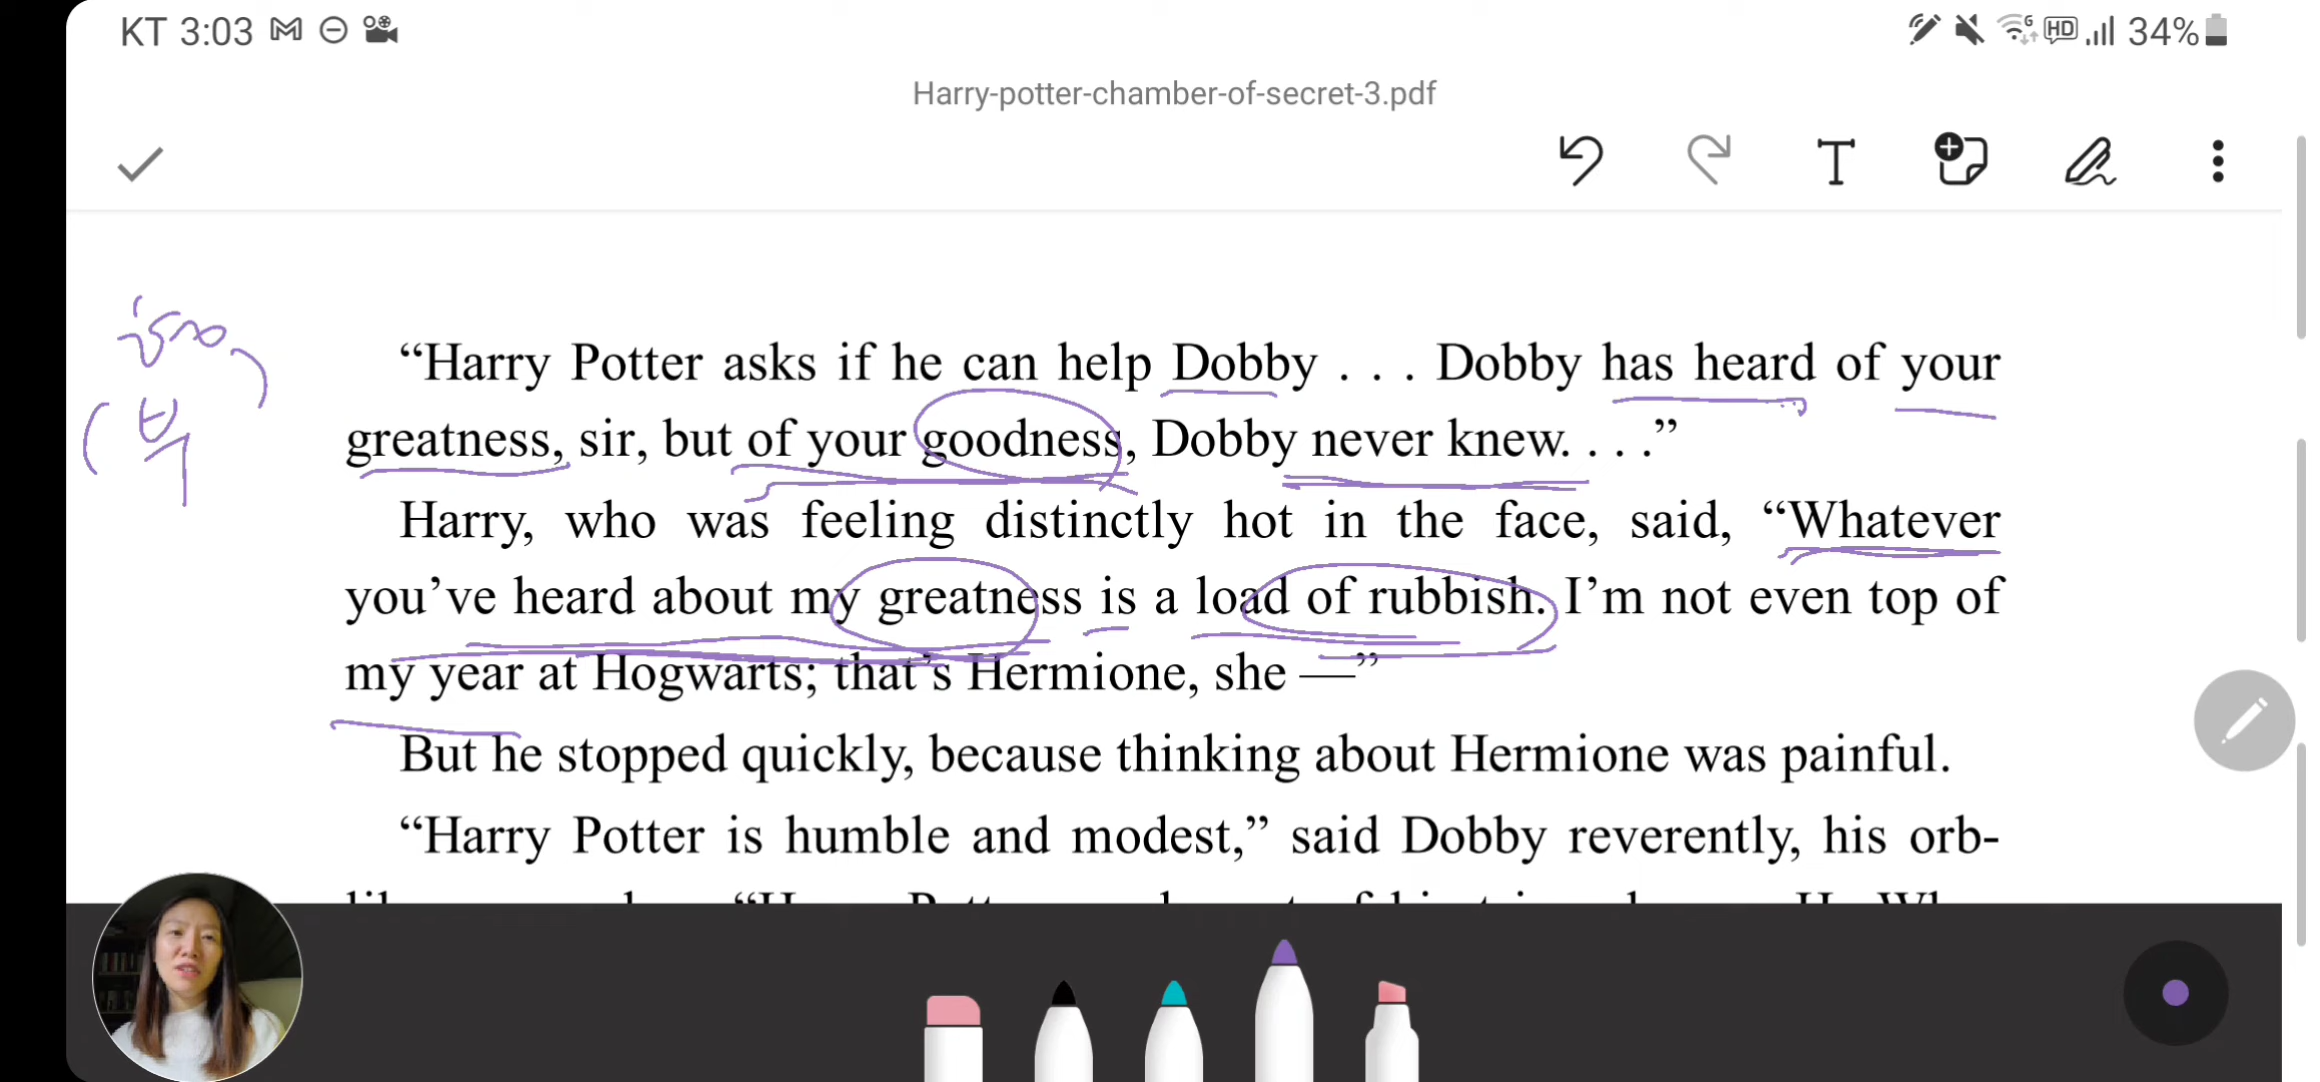 KT 3:03
6 HD 34%
Harry-potter-chamber-of-secret-3.pdf
T
“Harry Potter asks if he can help Dobby . . . Dobby has heard of your
greatness, sir, but of your goodness, Dobby never knew. . . .”
Harry, who was feeling distinctly hot in the face, said, “Whatever
you’ve heard about my greatness is a load of rubbish. I’m not even top of
my year at Hogwarts; that’s Hermione, she —”
But he stopped quickly, because thinking about Hermione was painful.
“Harry Potter is humble and modest,” said Dobby reverently, his orb-